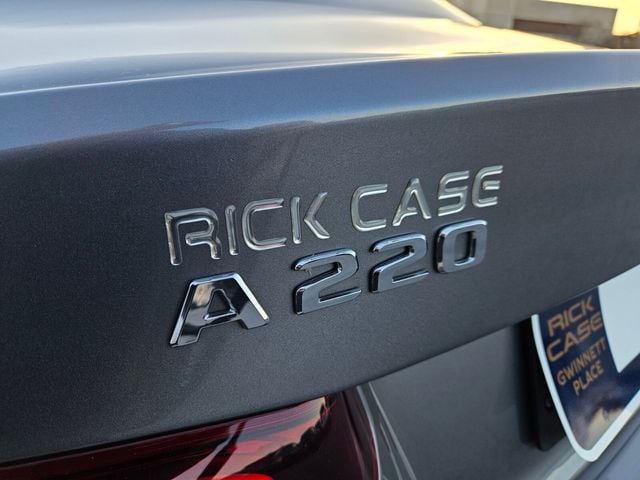 RICK CASE
A 220
RICK
CASE
GWINNETT
PLACE